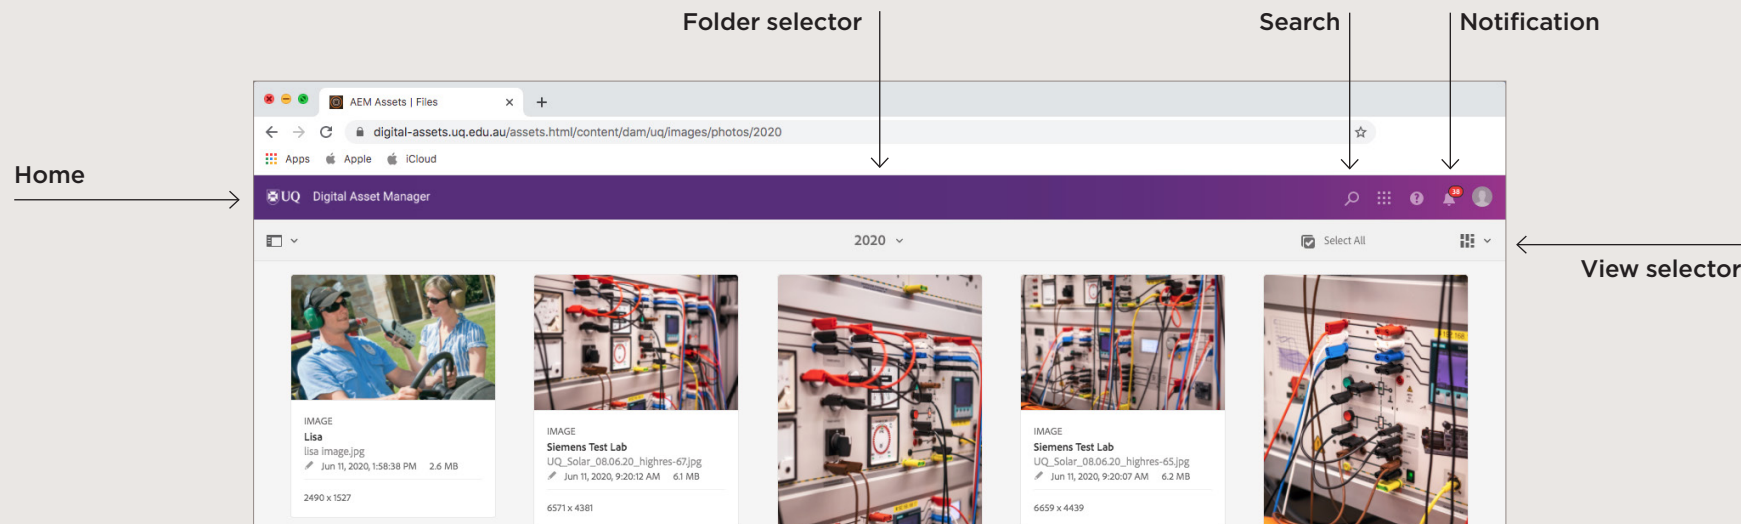 Folder selector
Search
Notification
AEM Assets | Files
digital-assets.uq.edu.au/assets.html/content/dam/uq/images/photos/2020
Apps Apple iCloud
Home
UQ Digital Asset Manager
38
2020
Select All
View selector
IMAGE
Lisa
lisa image.jpg
Jun 11, 2020, 1:58:38 PM 2.6 MB
2490 x 1527
IMAGE
Siemens Test Lab
UQ_Solar_08.06.20_highres-67.jpg
Jun 11, 2020, 9:20:12 AM 6.1 MB
6571 x 4381
IMAGE
Siemens Test Lab
UQ_Solar_08.06.20_highres-65.jpg
Jun 11, 2020, 9:20:07 AM 6.2 MB
6659 x 4439